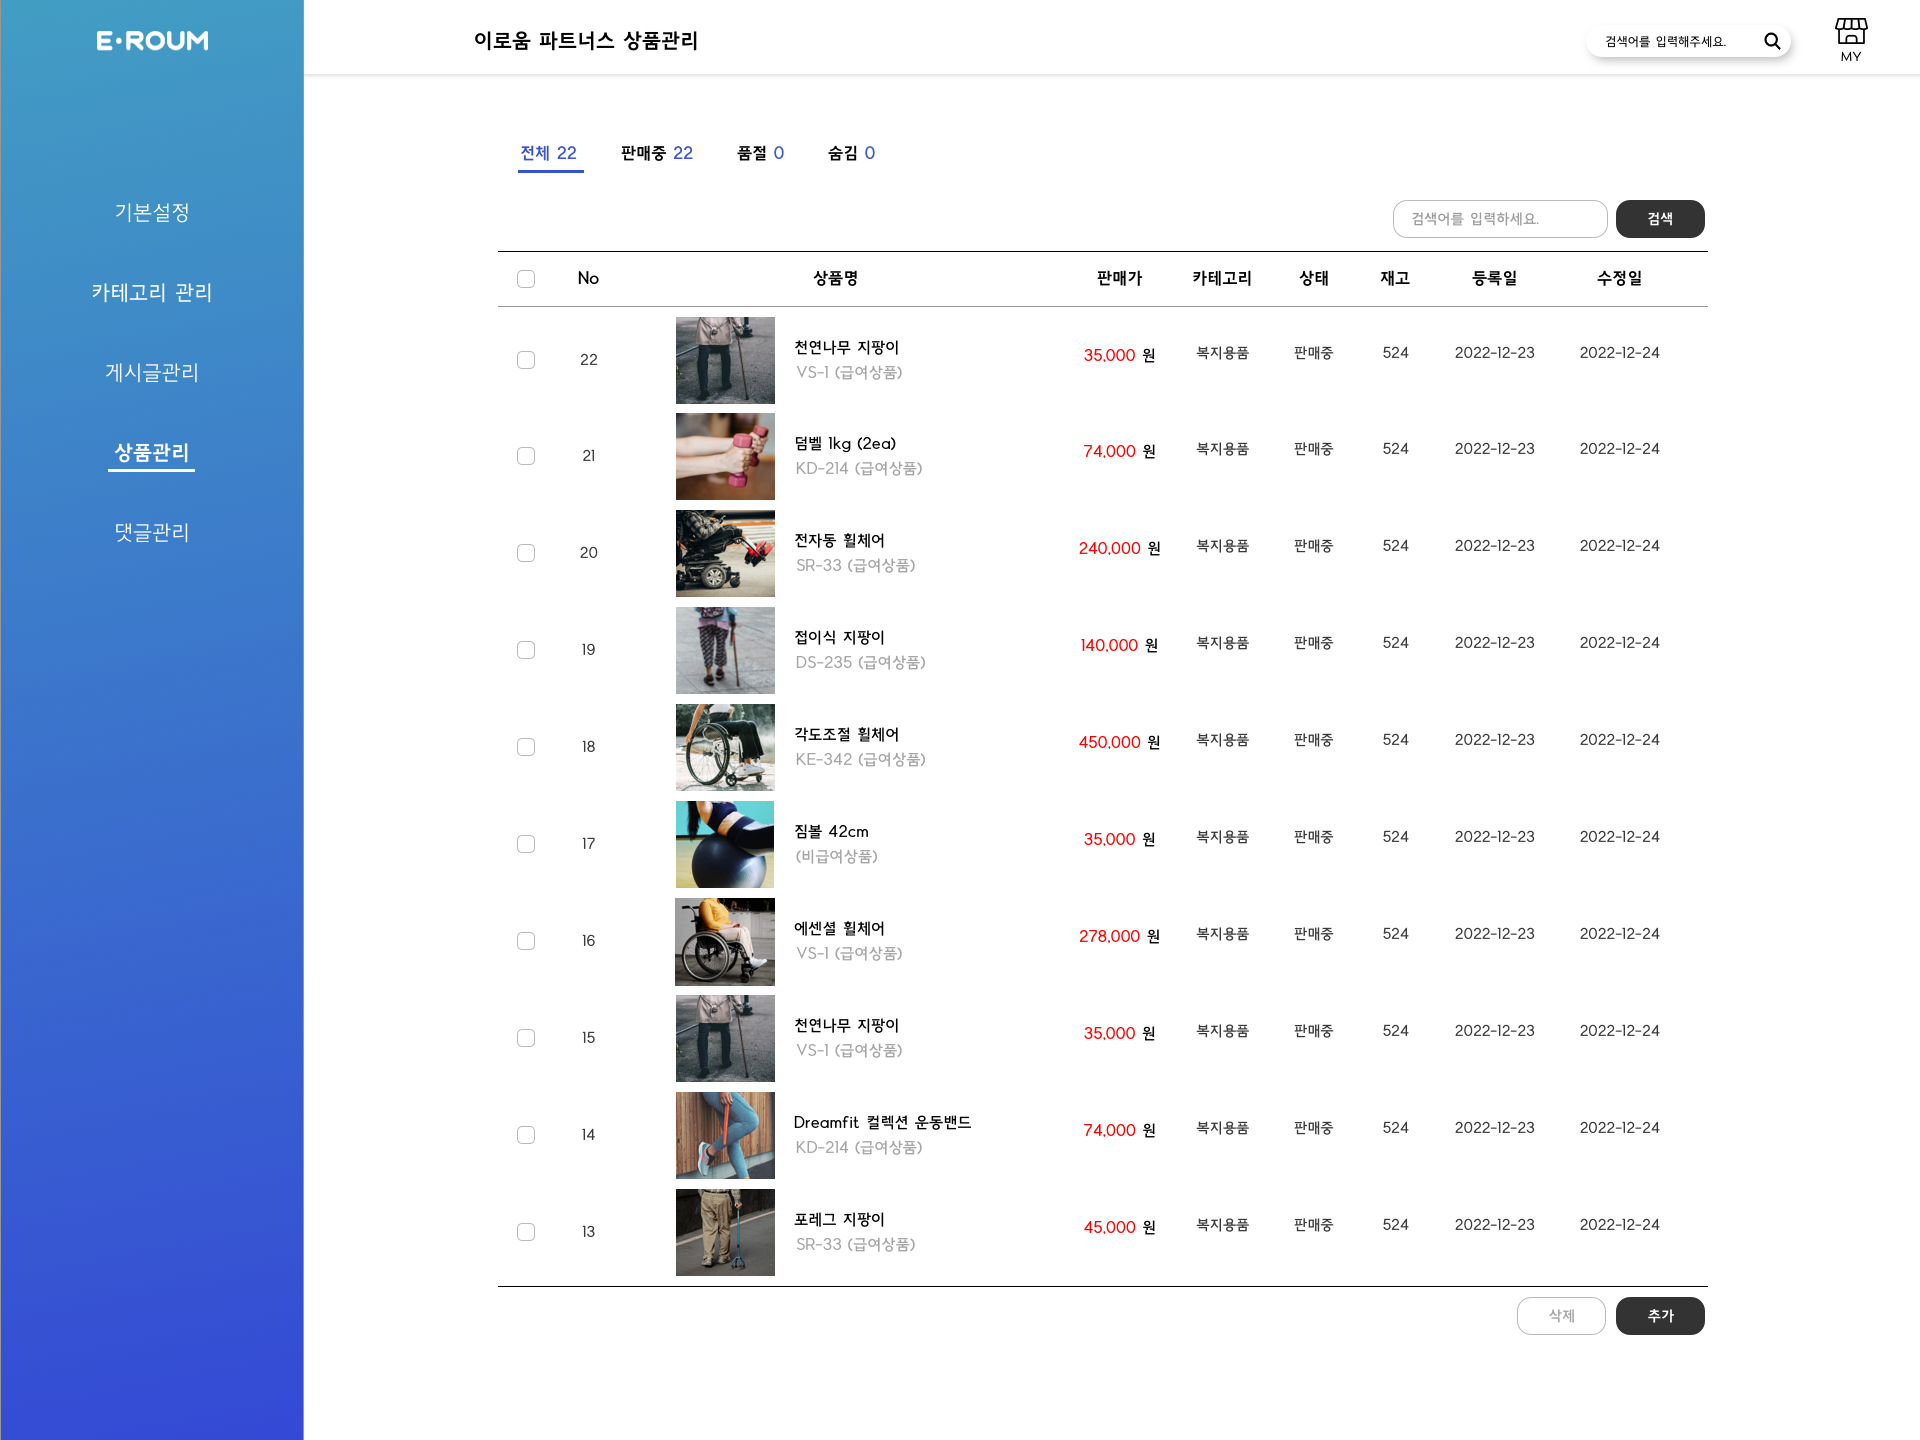 E·ROUM
이로움 파트너스 상품관리
검색어를 입력해주세요.
MY
기본설정
카테고리 관리
게시글관리
상품관리
댓글관리
전체 22 판매중 22 품절 0 숨김 0
검색어를 입력하세요. 검색
No 상품명 판매가 카테고리 상태 재고 등록일 수정일
22 천연나무 지팡이 35,000 원 복지용품 판매중 524 2022-12-23 2022-12-24
VS-1 (급여상품)
21 덤벨 1kg (2ea) 74,000 원 복지용품 판매중 524 2022-12-23 2022-12-24
KD-214 (급여상품)
20 전자동 휠체어 240,000 원 복지용품 판매중 524 2022-12-23 2022-12-24
SR-33 (급여상품)
19 접이식 지팡이 140,000 원 복지용품 판매중 524 2022-12-23 2022-12-24
DS-235 (급여상품)
18 각도조절 휠체어 450,000 원 복지용품 판매중 524 2022-12-23 2022-12-24
KE-342 (급여상품)
17 짐볼 42cm 35,000 원 복지용품 판매중 524 2022-12-23 2022-12-24
(비급여상품)
16 에센셜 휠체어 278,000 원 복지용품 판매중 524 2022-12-23 2022-12-24
VS-1 (급여상품)
15 천연나무 지팡이 35,000 원 복지용품 판매중 524 2022-12-23 2022-12-24
VS-1 (급여상품)
14 Dreamfit 컬렉션 운동밴드 74,000 원 복지용품 판매중 524 2022-12-23 2022-12-24
KD-214 (급여상품)
13 포레그 지팡이 45,000 원 복지용품 판매중 524 2022-12-23 2022-12-24
SR-33 (급여상품)
삭제 추가